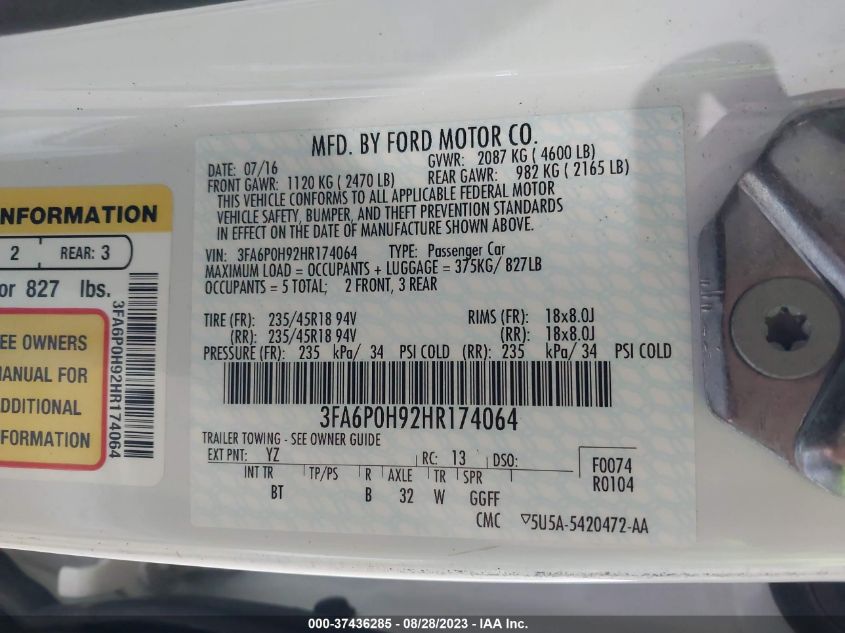 MFD. BY FORD MOTOR CO.
DATE: 07/16 GVWR: 2087 KG ( 4600 LB)
FRONT GAWR: 1120 KG ( 2470 LB) REAR GAWR: 982 KG ( 2165 LB)
THIS VEHICLE CONFORMS TO ALL APPLICABLE FEDERAL MOTOR
VEHICLE SAFETY, BUMPER, AND THEFT PREVENTION STANDARDS
IN EFFECT ON THE DATE OF MANUFACTURE SHOWN ABOVE.
VIN: 3FA6P0H92HR174064 TYPE: Passenger Car
MAXIMUM LOAD = OCCUPANTS + LUGGAGE = 375KG/ 827LB
OCCUPANTS = 5 TOTAL; 2 FRONT, 3 REAR
TIRE (FR): 235/45R18 94V RIMS (FR): 18x8.0J
(RR): 235/45R18 94V (RR): 18x8.0J
PRESSURE (FR): 235 kPa/ 34 PSI COLD (RR): 235 kPa/ 34 PSI COLD
3FA6P0H92HR174064
TRAILER TOWING - SEE OWNER GUIDE
EXT PNT: YZ RC: 13 DSO: F0074
R0104
INT TR TP/PS R AXLE TR SPR
BT B 32 W GGFF
CMC ▽5U5A-5420472-AA
INFORMATION
2 REAR: 3
or 827 lbs.
SEE OWNERS
MANUAL FOR
ADDITIONAL
INFORMATION
3FA6P0H92HR174064
000-37436285 - 08/28/2023 - IAA Inc.